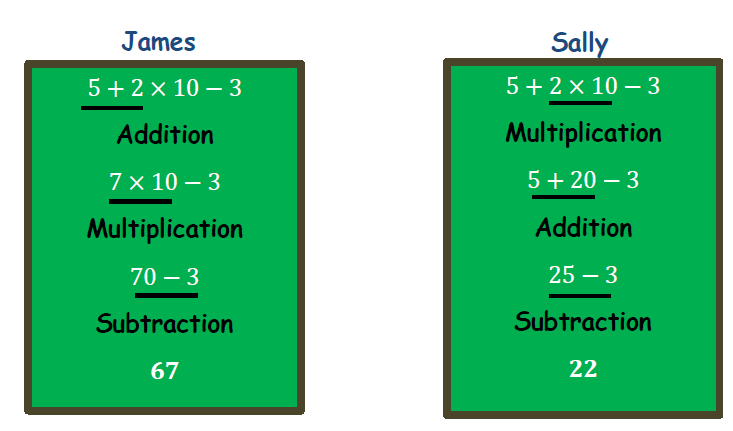 James
5 + 2 × 10 − 3
Addition
7 × 10 − 3
Multiplication
70 − 3
Subtraction
67
Sally
5 + 2 × 10 − 3
Multiplication
5 + 20 − 3
Addition
25 − 3
Subtraction
22